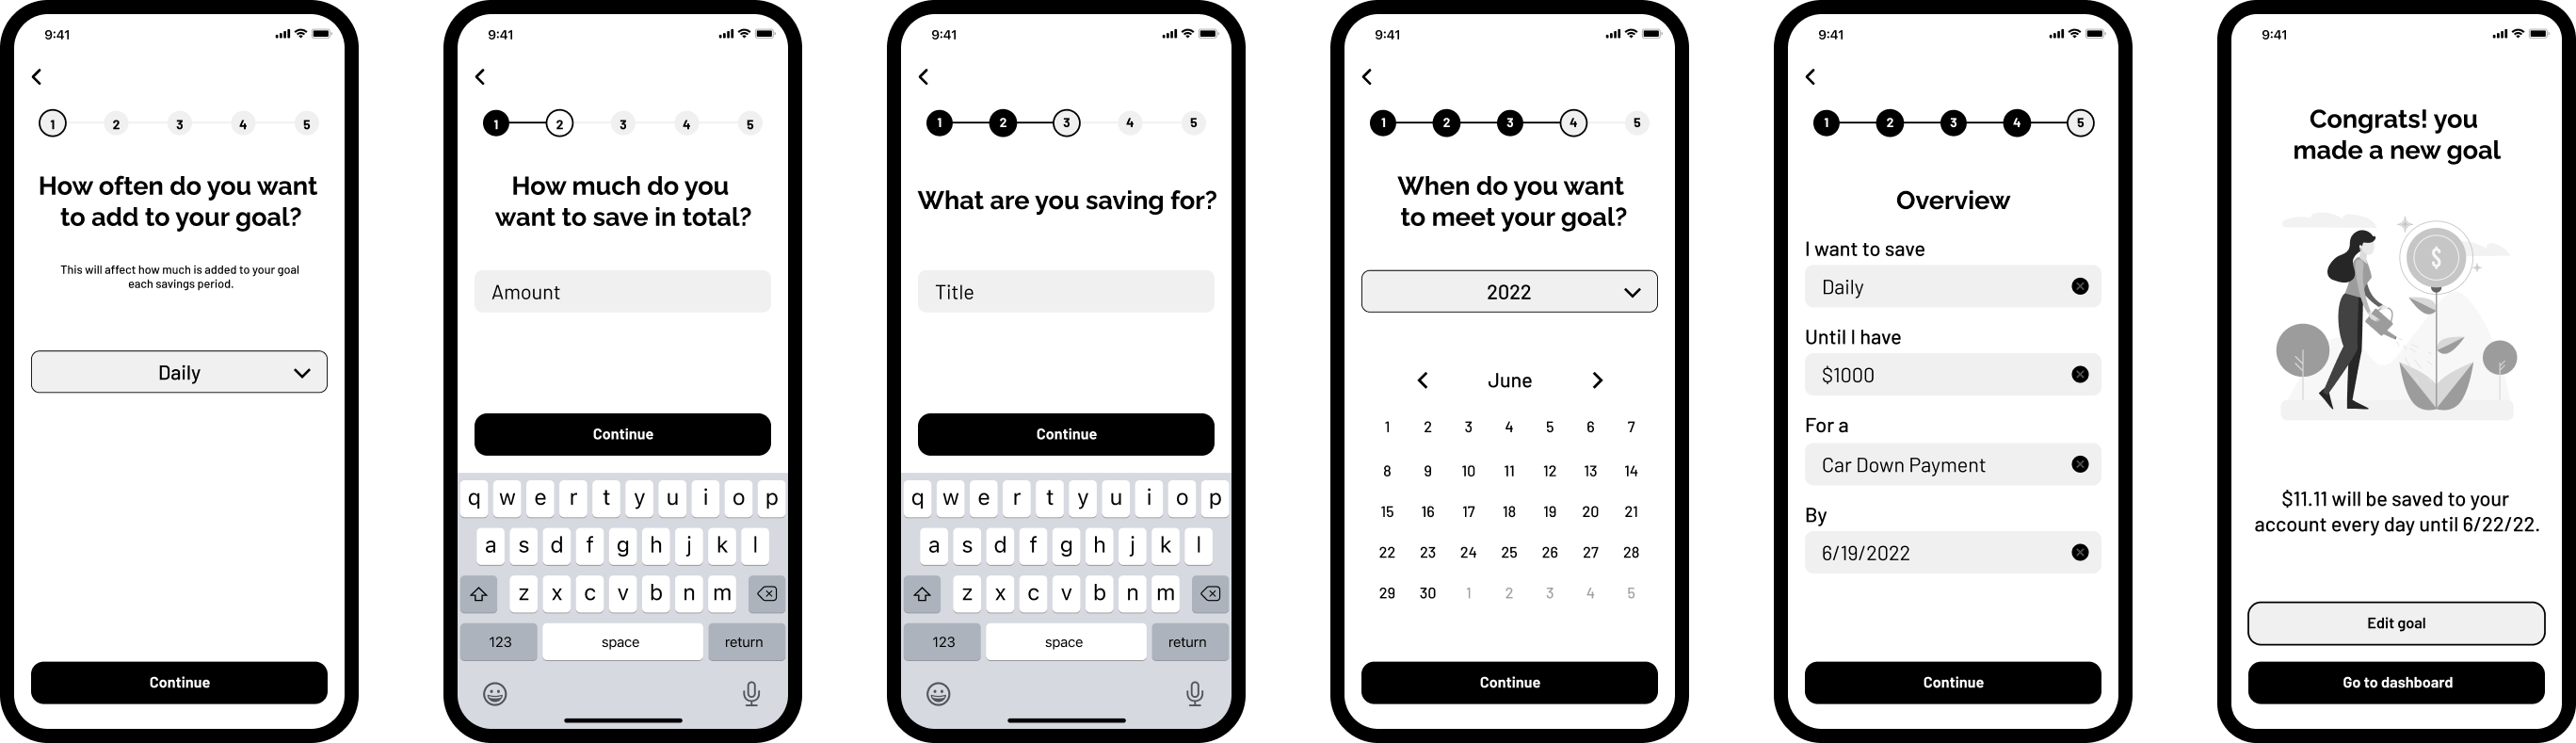 9:41
1 2 3 4 5
How often do you want
to add to your goal?
This will affect how much is added to your goal
each savings period.
Daily
Continue
9:41
1 2 3 4 5
How much do you
want to save in total?
Amount
Continue
q w e r t y u i o p
a s d f g h j k l
z x c v b n m
123 space return
9:41
1 2 3 4 5
What are you saving for?
Title
Continue
q w e r t y u i o p
a s d f g h j k l
z x c v b n m
123 space return
9:41
1 2 3 4 5
When do you want
to meet your goal?
2022
June
1 2 3 4 5 6 7
8 9 10 11 12 13 14
15 16 17 18 19 20 21
22 23 24 25 26 27 28
29 30 1 2 3 4 5
Continue
9:41
1 2 3 4 5
Overview
I want to save
Daily
Until I have
$1000
For a
Car Down Payment
By
6/19/2022
Continue
9:41
Congrats! you
made a new goal
$
$11.11 will be saved to your
account every day until 6/22/22.
Edit goal
Go to dashboard